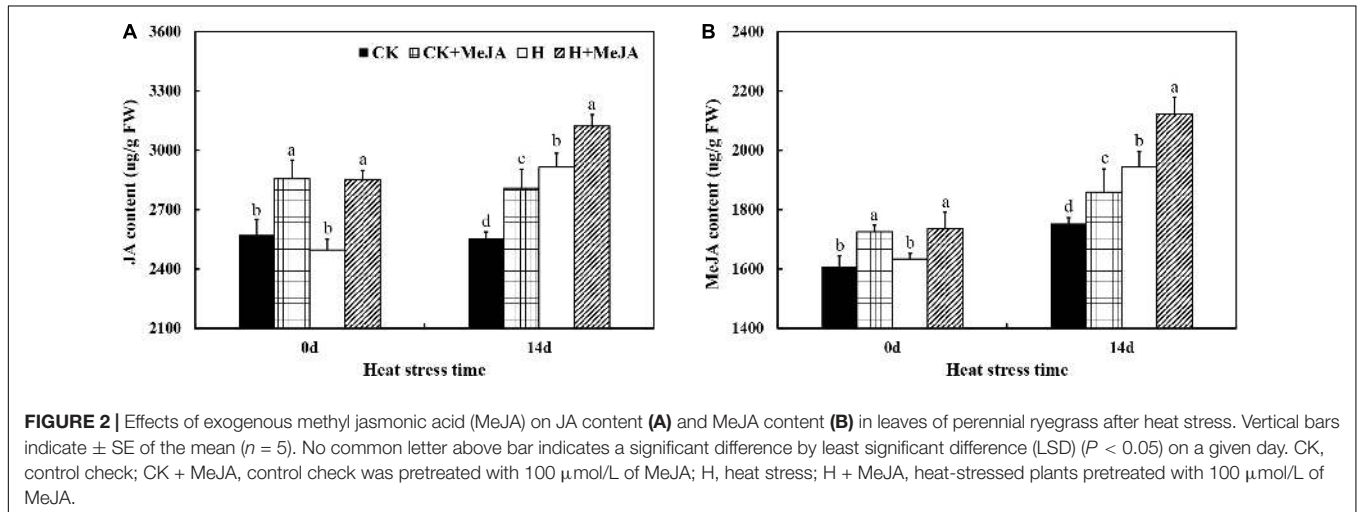 A
3600
3300
3000
2700
2400
2100
JA content (ug/g FW)
CK CK+MeJA H H+MeJA
b a b a
d c b a
0d 14d
Heat stress time
B
2400
2200
2000
1800
1600
1400
MeJA content (ug/g FW)
b a b a
d c b a
0d 14d
Heat stress time
FIGURE 2 | Effects of exogenous methyl jasmonic acid (MeJA) on JA content (A) and MeJA content (B) in leaves of perennial ryegrass after heat stress. Vertical bars
indicate ± SE of the mean (n = 5). No common letter above bar indicates a significant difference by least significant difference (LSD) (P < 0.05) on a given day. CK,
control check; CK + MeJA, control check was pretreated with 100 μmol/L of MeJA; H, heat stress; H + MeJA, heat-stressed plants pretreated with 100 μmol/L of
MeJA.